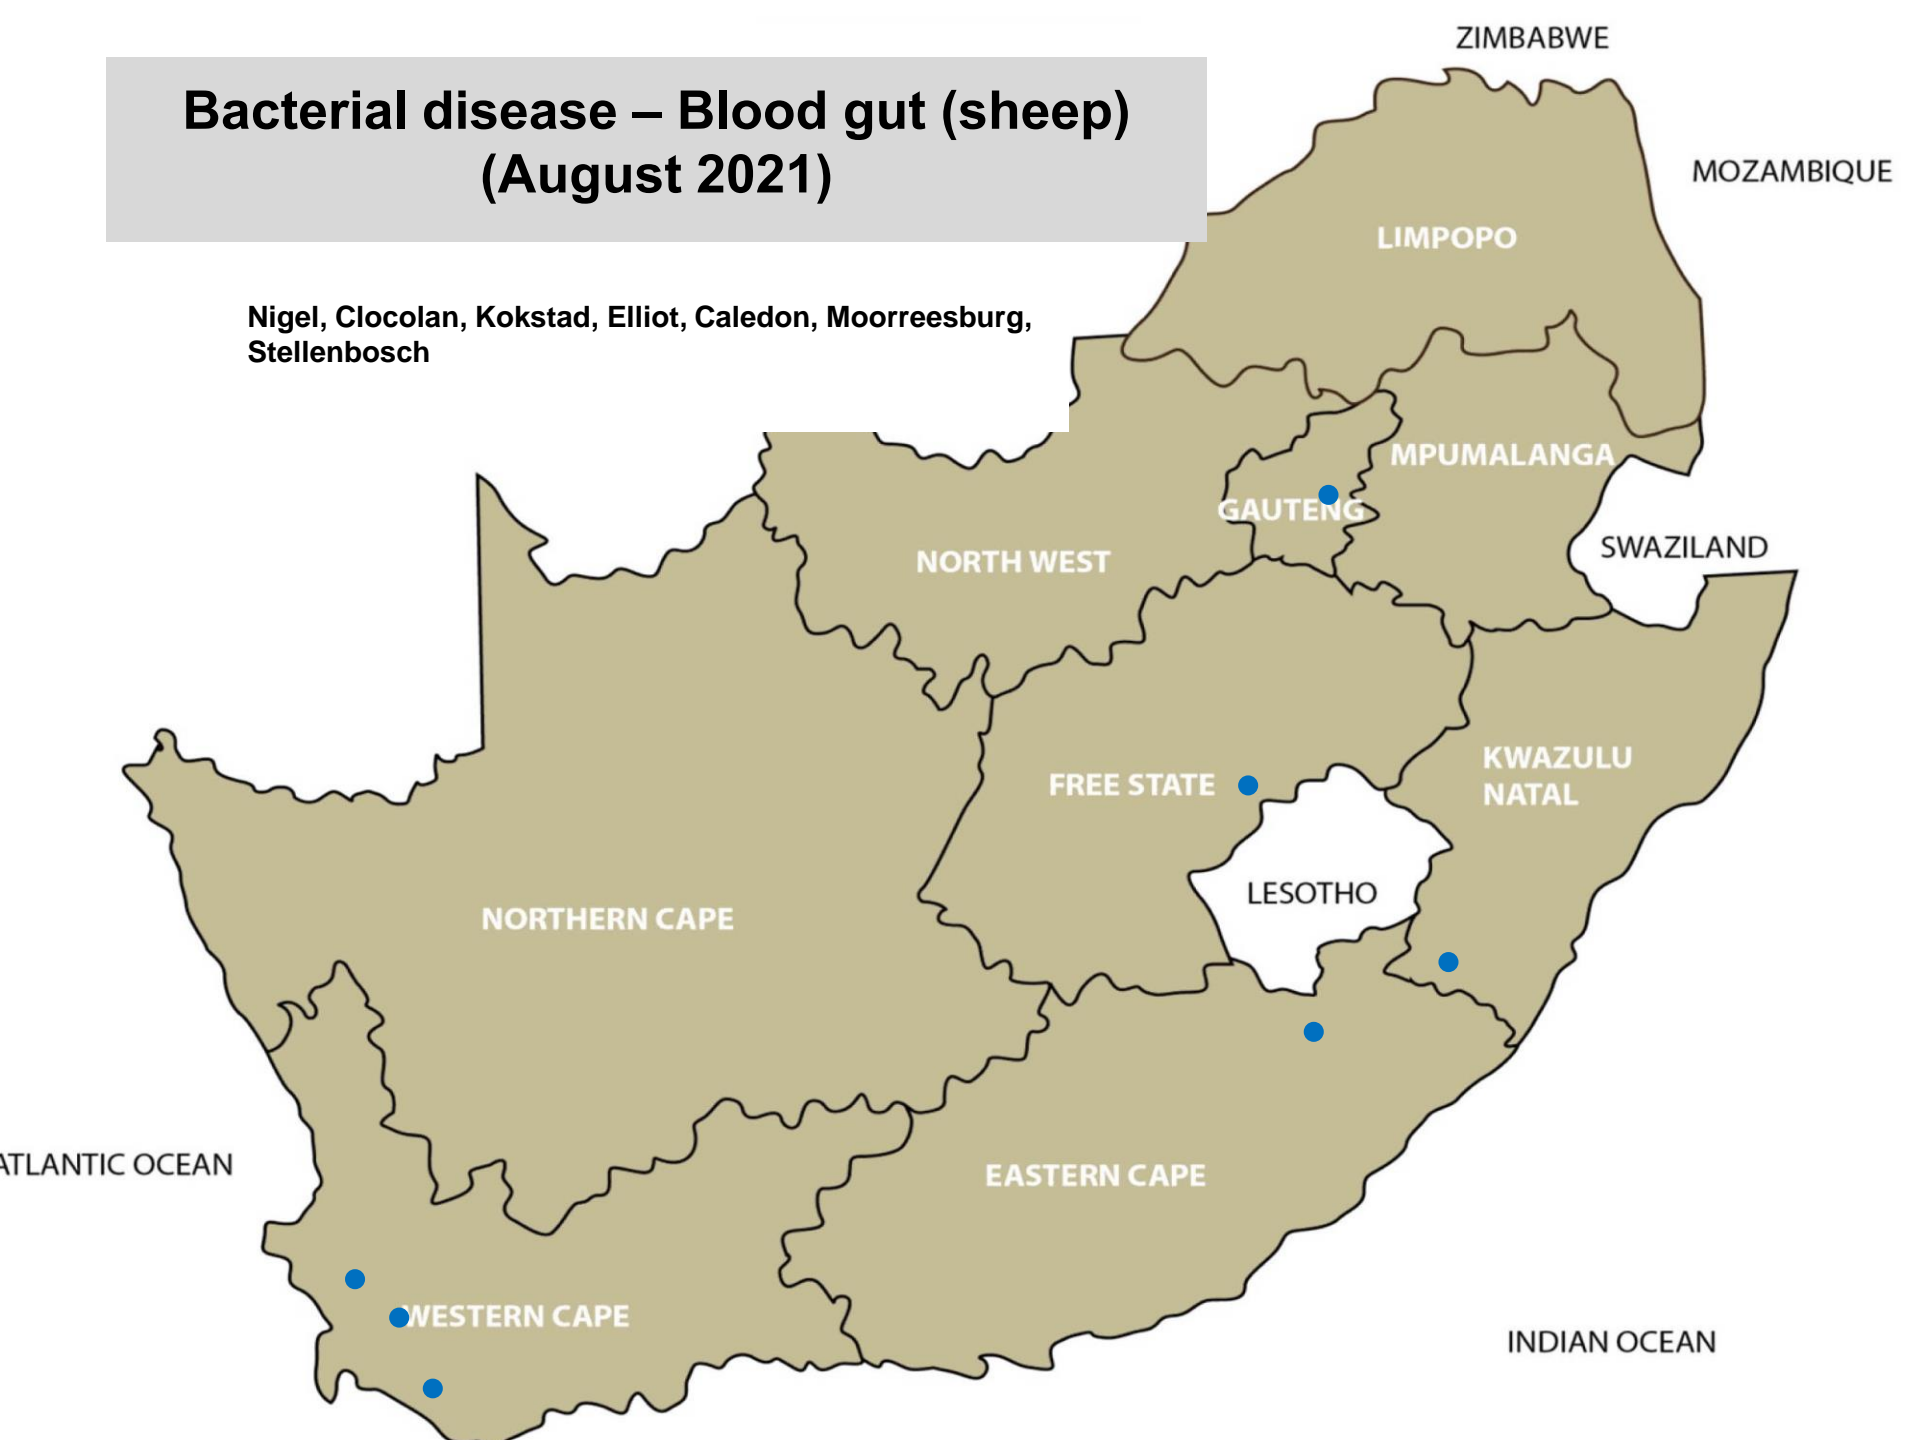 Bacterial disease – Blood gut (sheep)
(August 2021)
Nigel, Clocolan, Kokstad, Elliot, Caledon, Moorreesburg,
Stellenbosch
ZIMBABWE
MOZAMBIQUE
LIMPOPO
MPUMALANGA
GAUTENG
SWAZILAND
NORTH WEST
KWAZULU
NATAL
FREE STATE
LESOTHO
NORTHERN CAPE
ATLANTIC OCEAN
EASTERN CAPE
WESTERN CAPE
INDIAN OCEAN